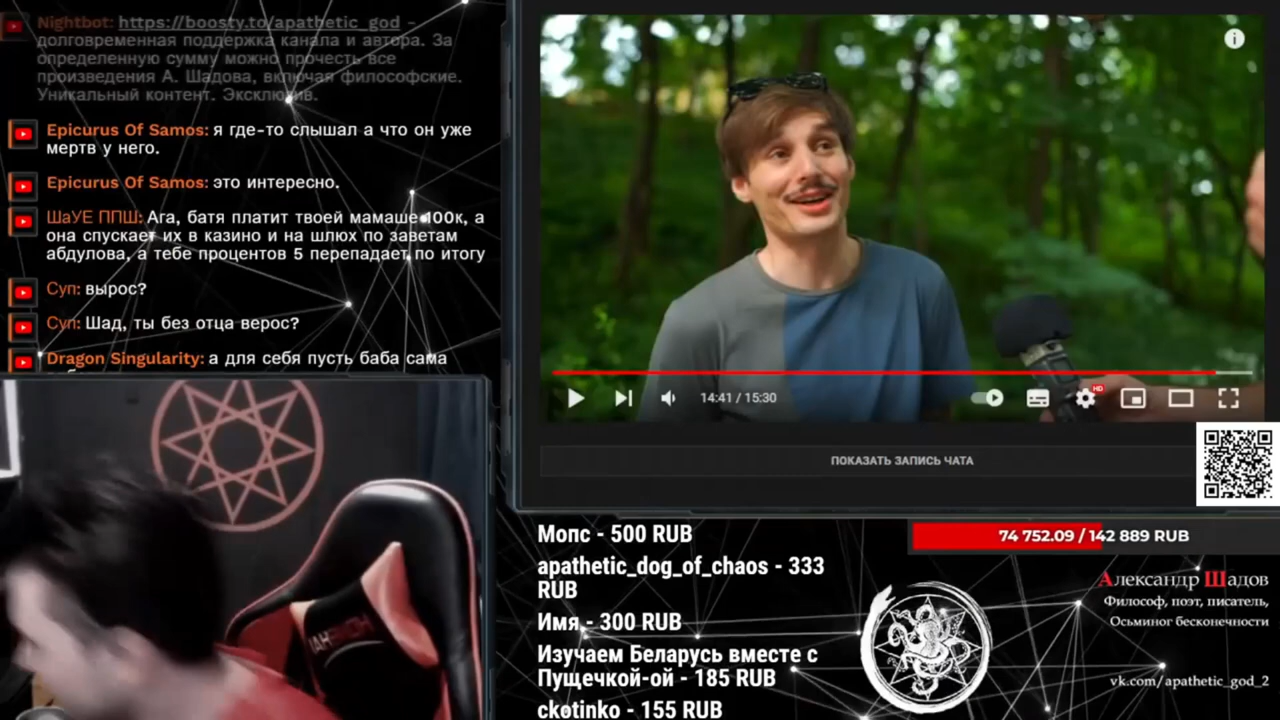 Nightbot: https://boosty.to/apathetic_god -
долговременная поддержка канала и автора. За
определенную сумму можно прочесть все
произведения А. Шадова, включая философские.
Уникальный контент. Эксклюзив.
Epicurus Of Samos: я где-то слышал а что он уже
мертв у него.
Epicurus Of Samos: это интересно.
ШаУЕ ППШ: Ага, батя платит твоей мамаше 100к, а
она спускает их в казино и на шлюх по заветам
абдулова, а тебе процентов 5 перепадает по итогу
Суп: вырос?
Суп: Шад, ты без отца верос?
Dragon Singularity: а для себя пусть баба сама
14:41 / 15:30
HD
ПОКАЗАТЬ ЗАПИСЬ ЧАТА
Мопс - 500 RUB
apathetic_dog_of_chaos - 333
RUB
Имя - 300 RUB
Изучаем Беларусь вместе с
Пущечкой-ой - 185 RUB
ckotinko - 155 RUB
74 752.09 / 142 889 RUB
Александр Шадов
Философ, поэт, писатель,
Осьминог бесконечности
vk.com/apathetic_god_2